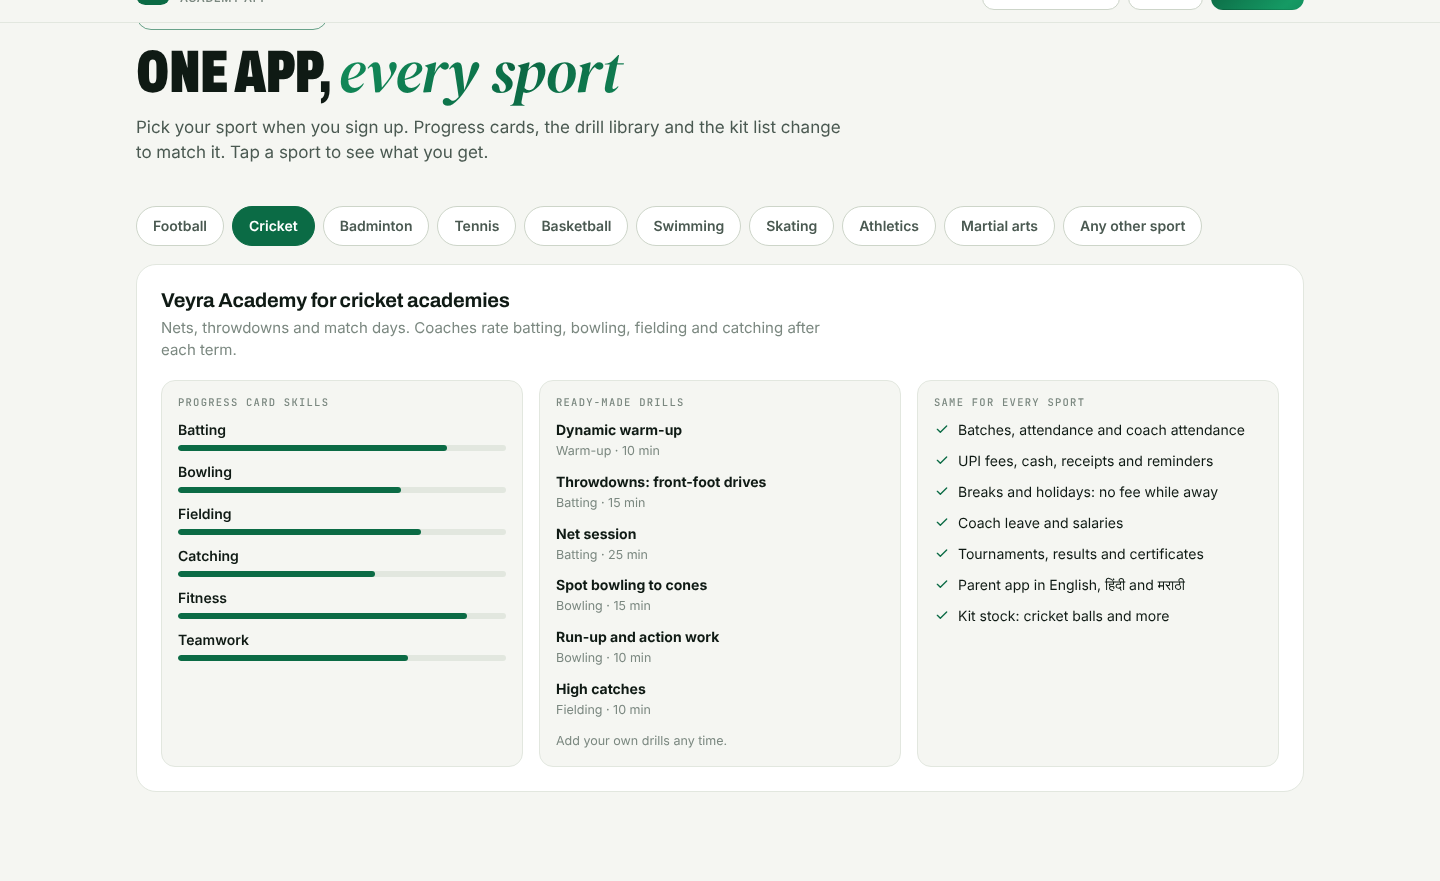 ONE APP, every sport
Pick your sport when you sign up. Progress cards, the drill library and the kit list change
to match it. Tap a sport to see what you get.
Football
Cricket
Badminton
Tennis
Basketball
Swimming
Skating
Athletics
Martial arts
Any other sport
Veyra Academy for cricket academies
Nets, throwdowns and match days. Coaches rate batting, bowling, fielding and catching after
each term.
PROGRESS CARD SKILLS
Batting
Bowling
Fielding
Catching
Fitness
Teamwork
READY-MADE DRILLS
Dynamic warm-up
Warm-up · 10 min
Throwdowns: front-foot drives
Batting · 15 min
Net session
Batting · 25 min
Spot bowling to cones
Bowling · 15 min
Run-up and action work
Bowling · 10 min
High catches
Fielding · 10 min
Add your own drills any time.
SAME FOR EVERY SPORT
Batches, attendance and coach attendance
UPI fees, cash, receipts and reminders
Breaks and holidays: no fee while away
Coach leave and salaries
Tournaments, results and certificates
Parent app in English, हिंदी and मराठी
Kit stock: cricket balls and more